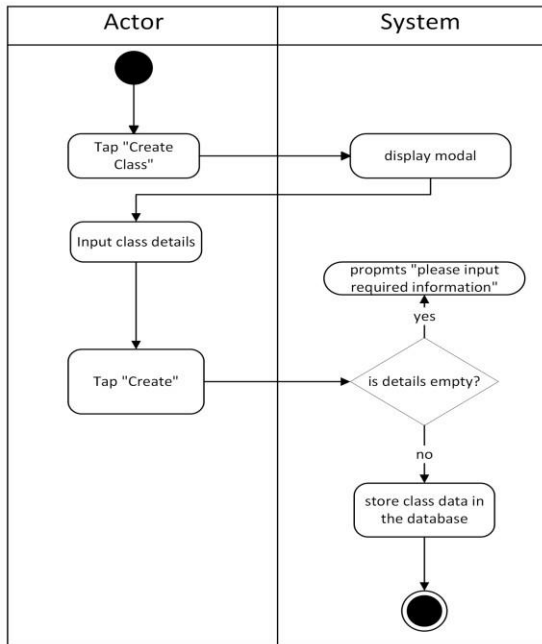 Actor
System
Tap "Create
Class"
display modal
Input class details
propmts "please input
required information"
yes
Tap "Create"
is details empty?
no
store class data in
the database